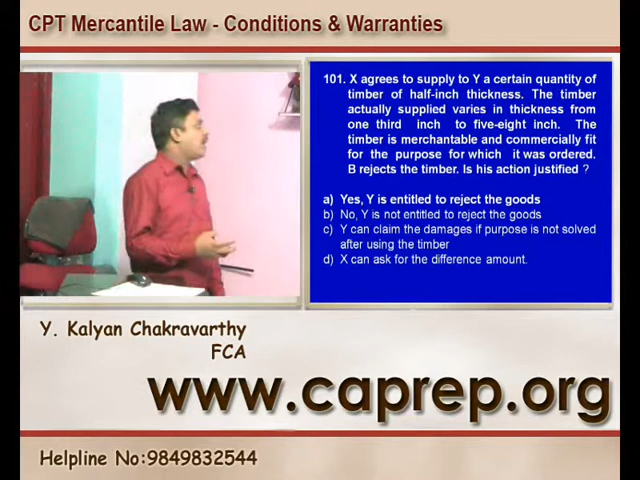 CPT Mercantile Law - Conditions & Warranties
101. X agrees to supply to Y a certain quantity of
timber of half-inch thickness. The timber
actually supplied varies in thickness from
one third inch to five-eight inch. The
timber is merchantable and commercially fit
for the purpose for which it was ordered.
B rejects the timber. Is his action justified ?
a) Yes, Y is entitled to reject the goods
b) No, Y is not entitled to reject the goods
c) Y can claim the damages if purpose is not solved
after using the timber
d) X can ask for the difference amount.
Y. Kalyan Chakravarthy
FCA
www.caprep.org
Helpline No:9849832544